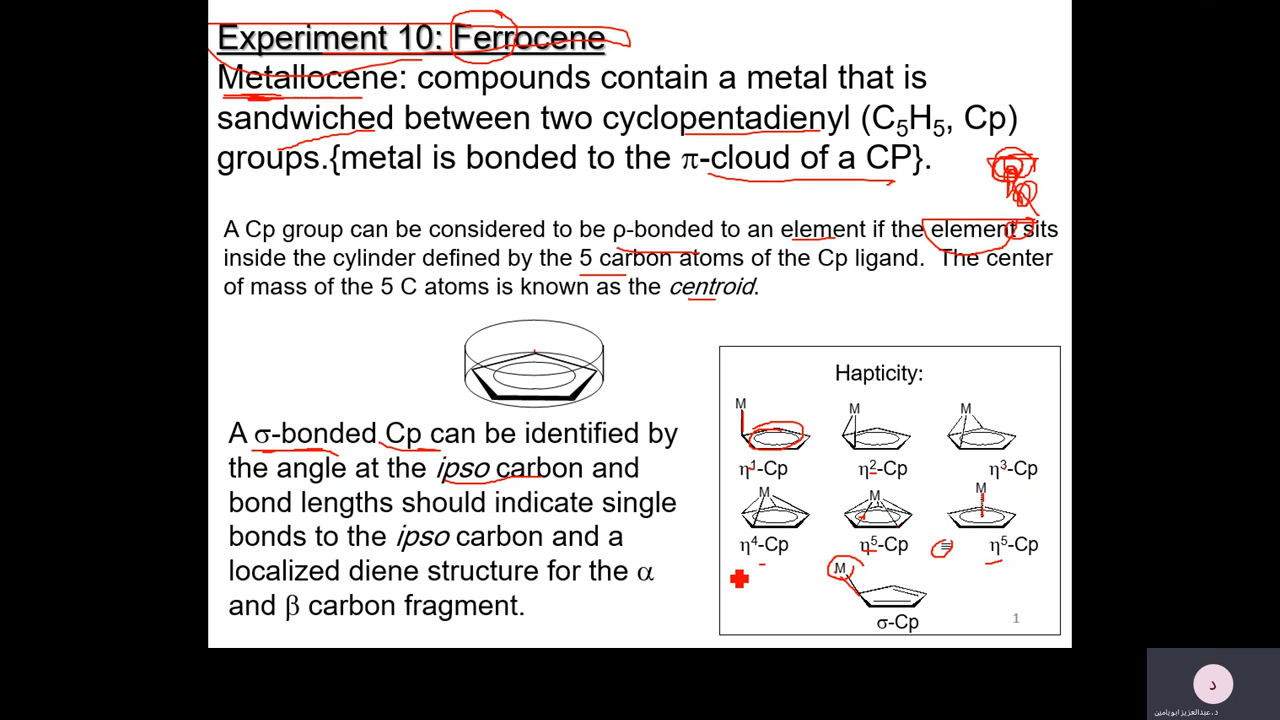 Experiment 10: Ferrocene
Metallocene: compounds contain a metal that is
sandwiched between two cyclopentadienyl (C₅H₅, Cp)
groups.{metal is bonded to the π-cloud of a CP}.
A Cp group can be considered to be ρ-bonded to an element if the element sits
inside the cylinder defined by the 5 carbon atoms of the Cp ligand. The center
of mass of the 5 C atoms is known as the centroid.
A σ-bonded Cp can be identified by
the angle at the ipso carbon and
bond lengths should indicate single
bonds to the ipso carbon and a
localized diene structure for the α
and β carbon fragment.
Hapticity:
M M M
η¹-Cp η²-Cp η³-Cp
M M M
η⁴-Cp η⁵-Cp ≡ η⁵-Cp
M
σ-Cp
1
د
د.عبدالعزيز ابويامين